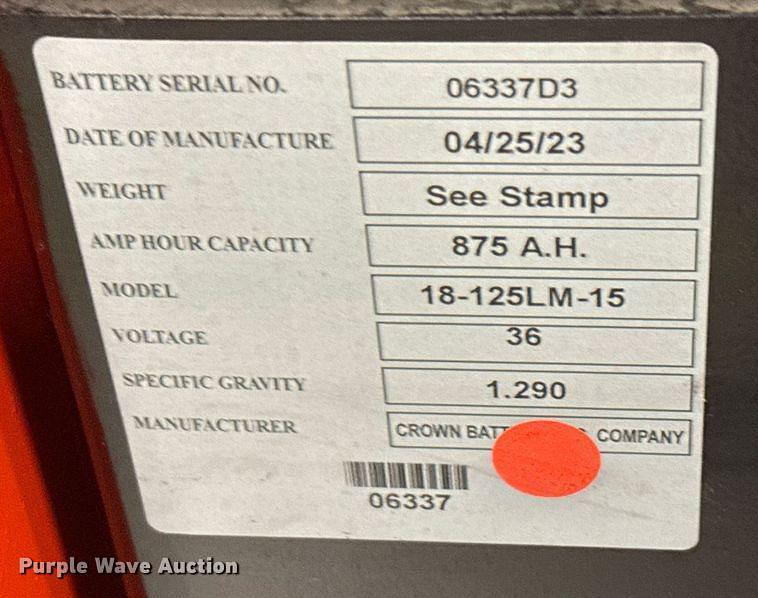 BATTERY SERIAL NO. 06337D3
DATE OF MANUFACTURE 04/25/23
WEIGHT See Stamp
AMP HOUR CAPACITY 875 A.H.
MODEL 18-125LM-15
VOLTAGE 36
SPECIFIC GRAVITY 1.290
MANUFACTURER CROWN COMPANY
06337
Purple Wave Auction